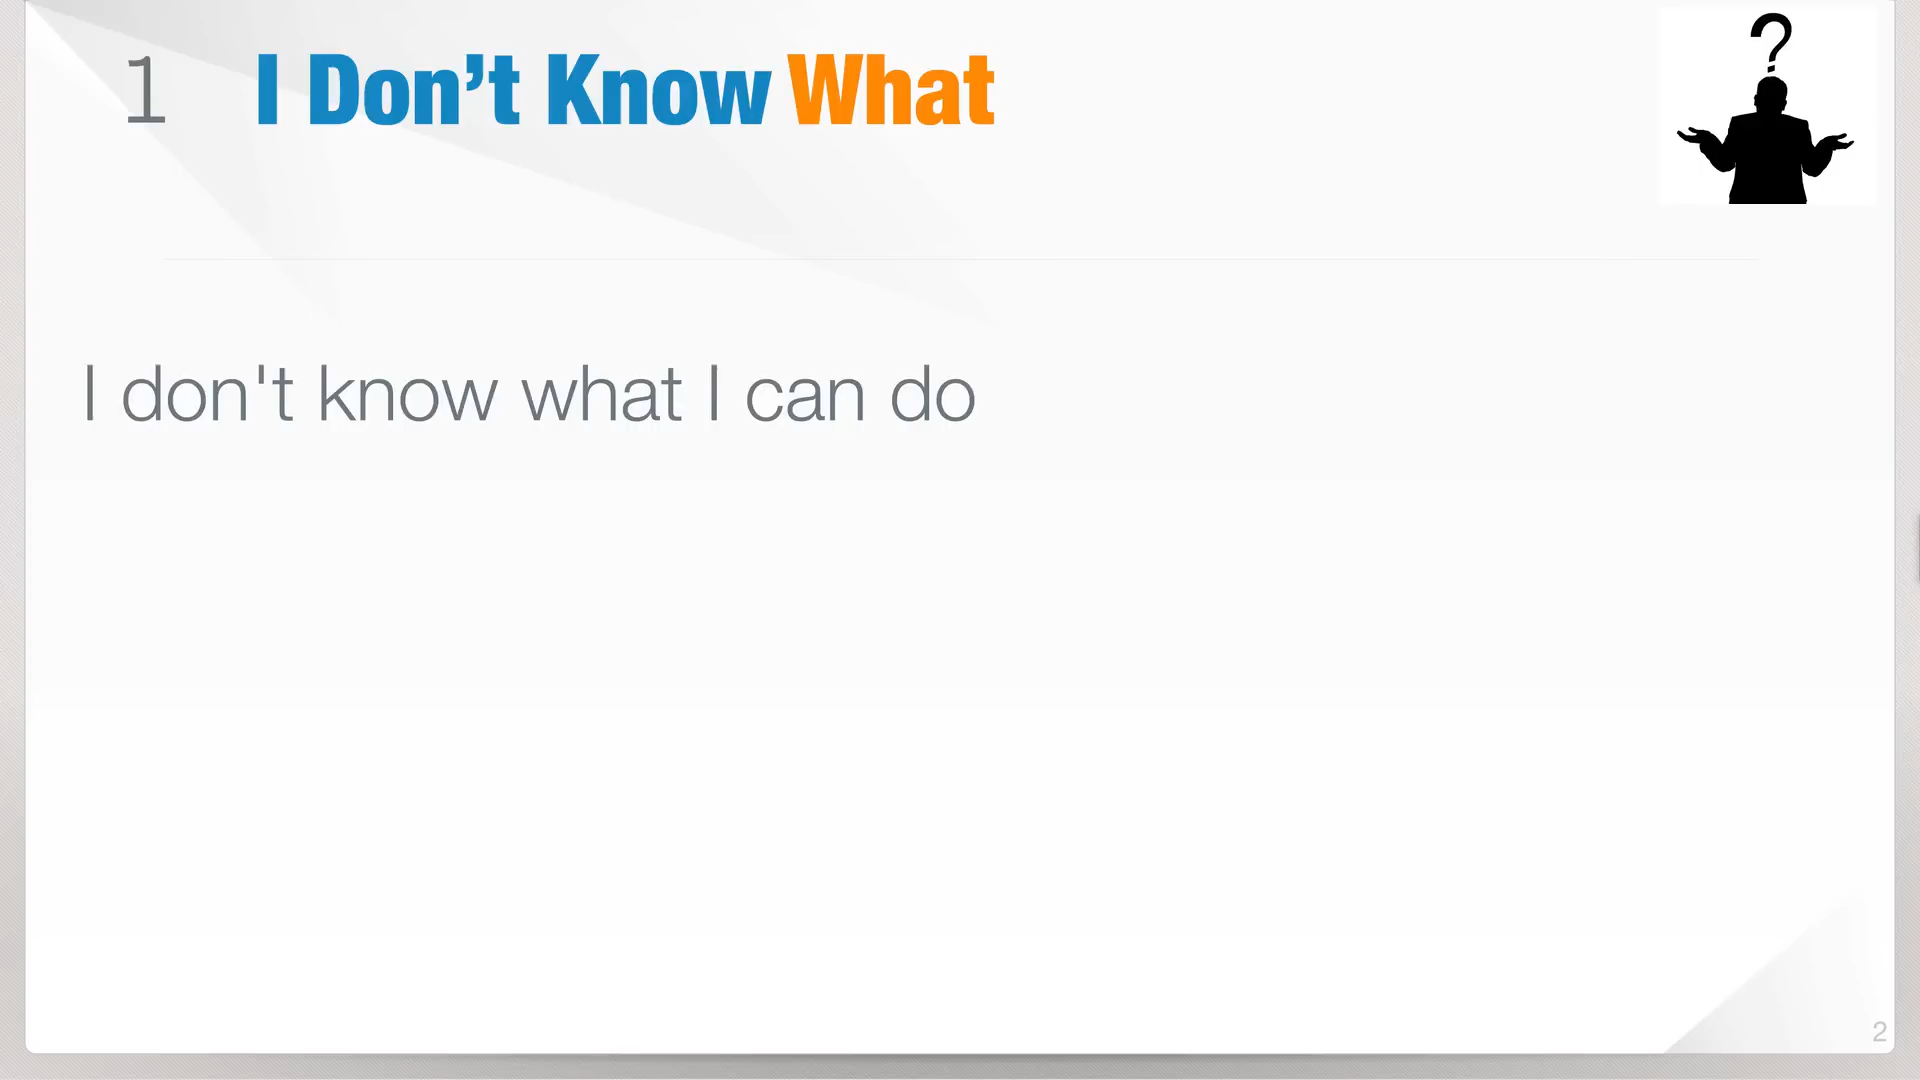 1 I Don’t Know What
?
I don't know what I can do
2